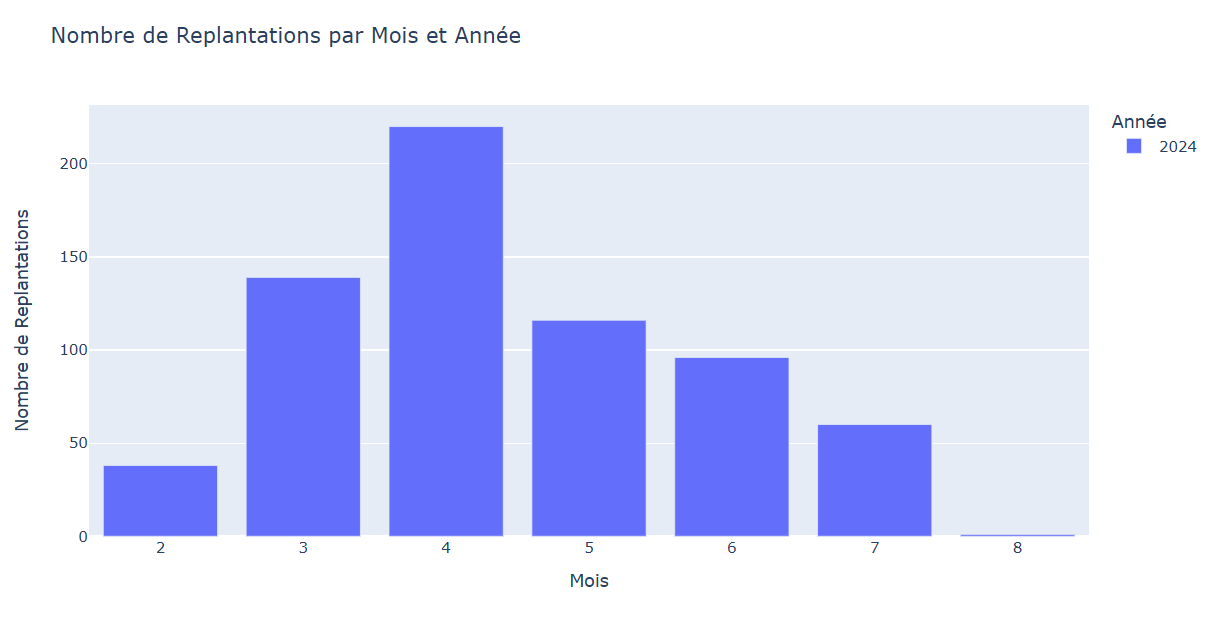 Nombre de Replantations par Mois et Année
Année
2024
Nombre de Replantations
200
150
100
50
0
2 3 4 5 6 7 8
Mois